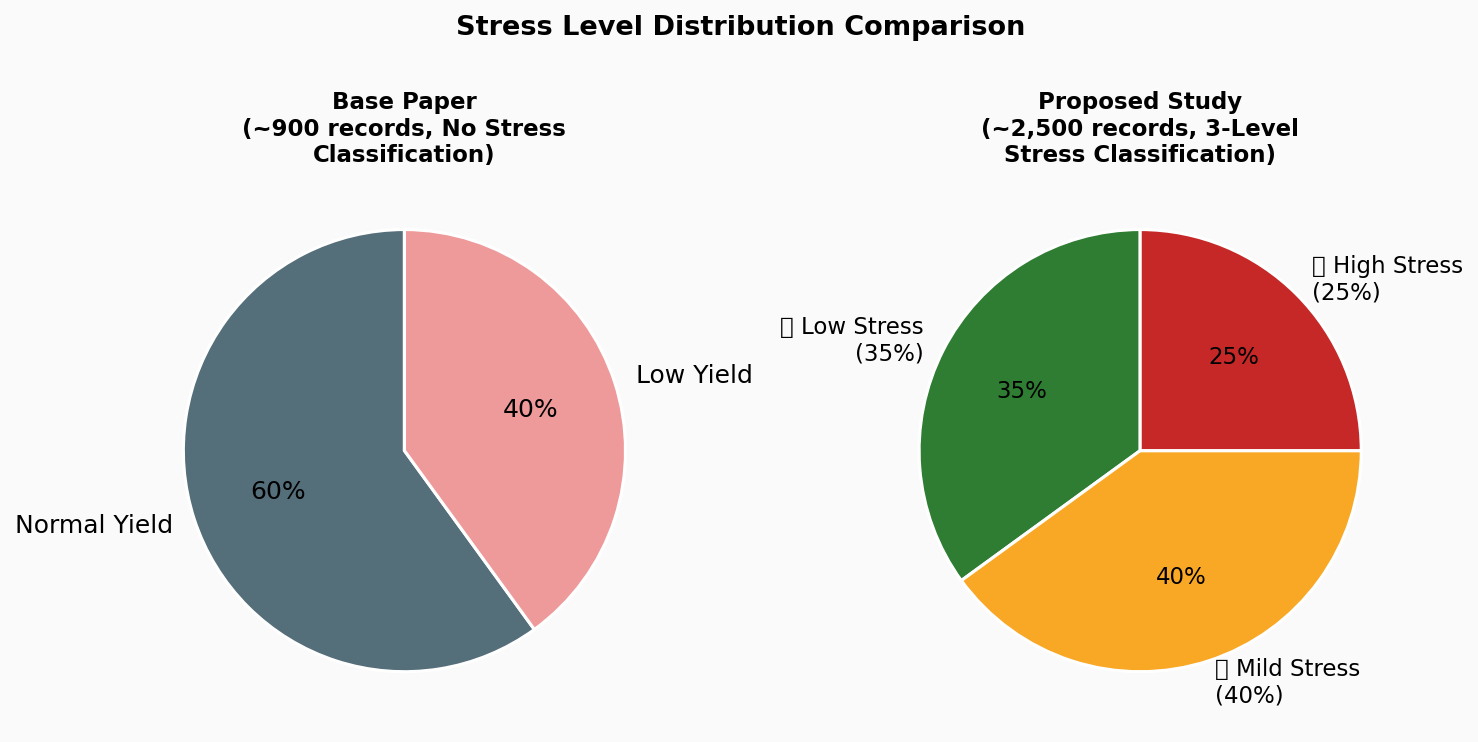 Stress Level Distribution Comparison
Base Paper
(~900 records, No Stress
Classification)
Normal Yield
60%
40%
Low Yield
Proposed Study
(~2,500 records, 3-Level
Stress Classification)
▯ Low Stress
(35%)
35%
25%
▯ High Stress
(25%)
40%
▯ Mild Stress
(40%)